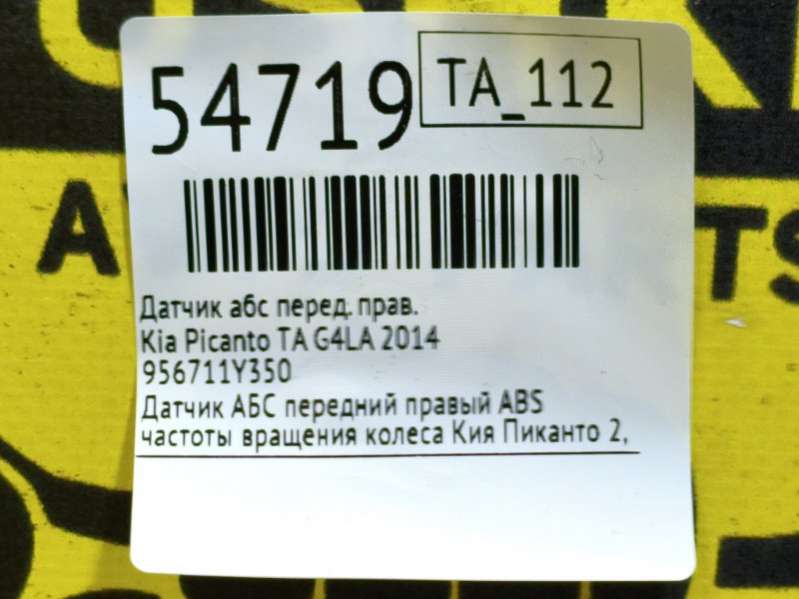 54719
TA_112
Датчик абс перед. прав.
Kia Picanto TA G4LA 2014
956711Y350
Датчик АБС передний правый ABS
частоты вращения колеса Кия Пиканто 2,